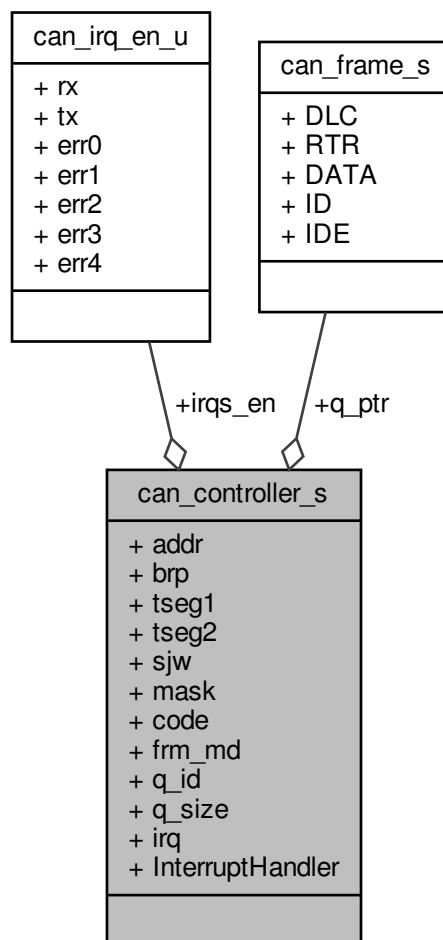 can_irq_en_u
+ rx
+ tx
+ err0
+ err1
+ err2
+ err3
+ err4
can_frame_s
+ DLC
+ RTR
+ DATA
+ ID
+ IDE
+irqs_en
+q_ptr
can_controller_s
+ addr
+ brp
+ tseg1
+ tseg2
+ sjw
+ mask
+ code
+ frm_md
+ q_id
+ q_size
+ irq
+ InterruptHandler